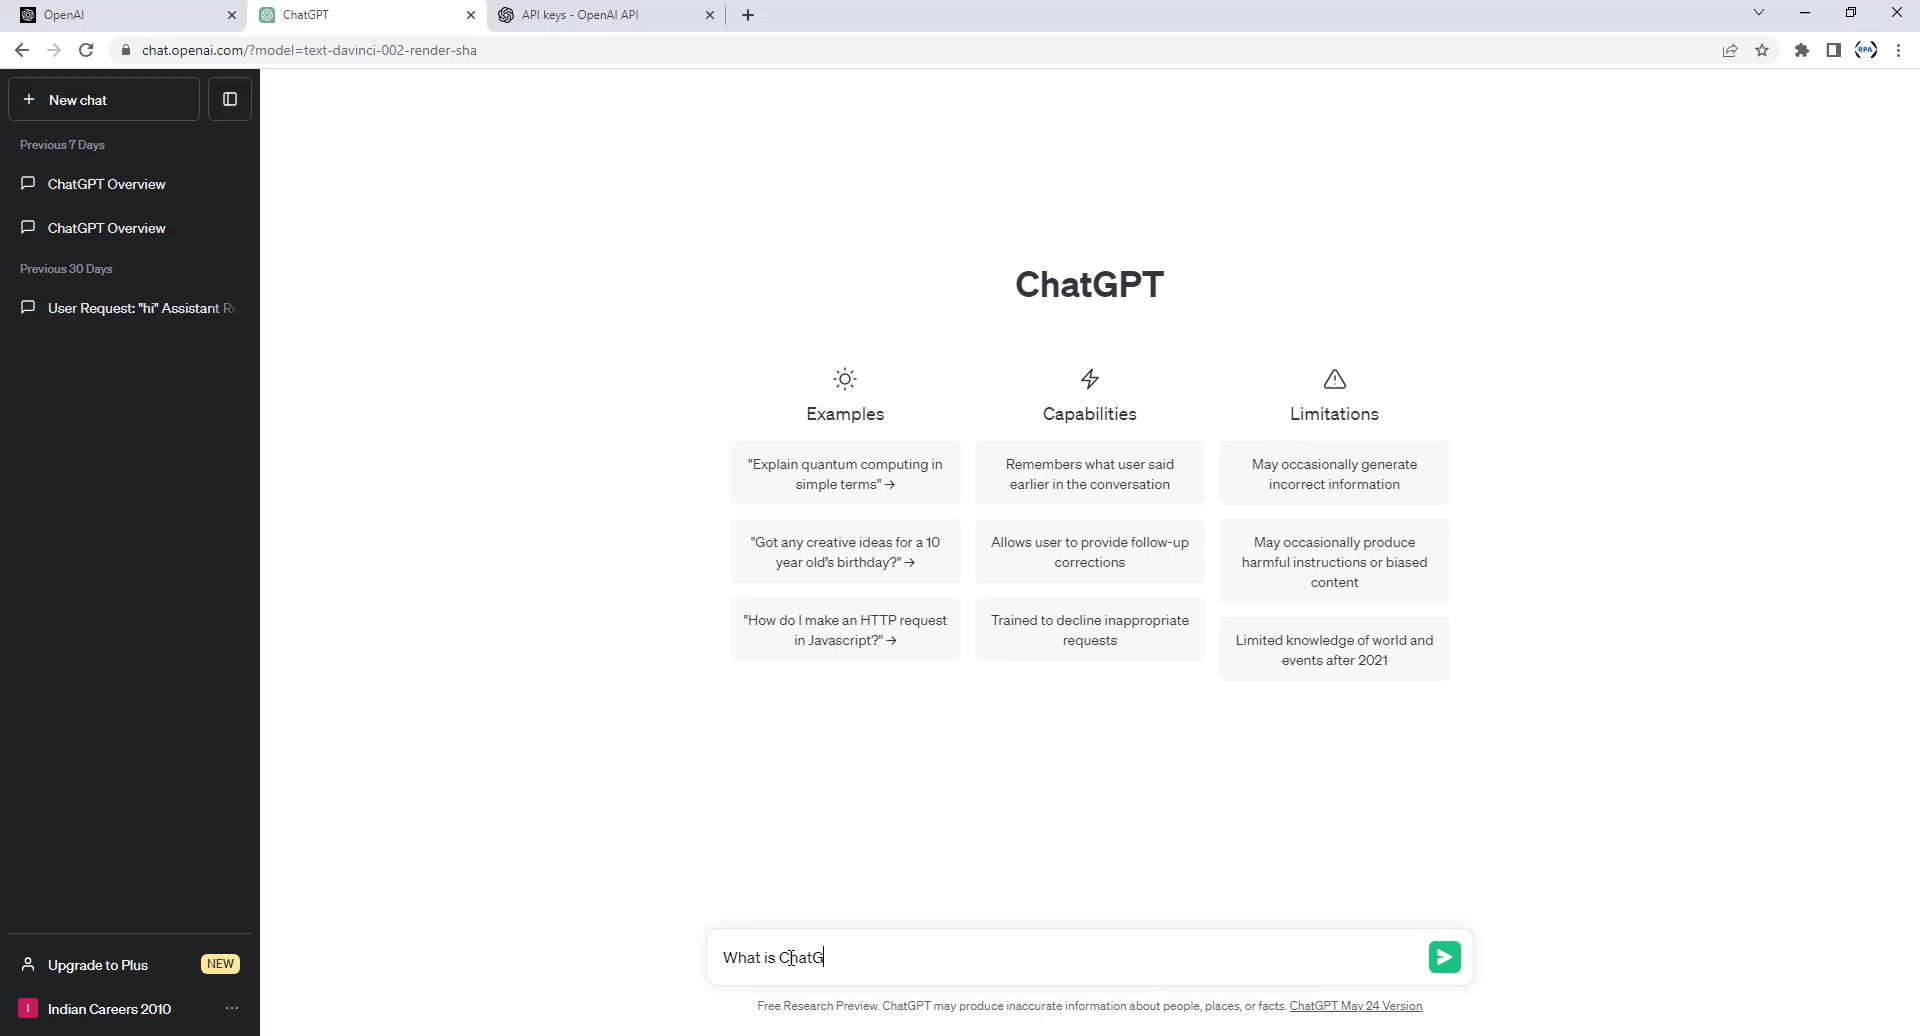 OpenAI
ChatGPT
API keys - OpenAI API
chat.openai.com/?model=text-davinci-002-render-sha
RPA
New chat
Previous 7 Days
ChatGPT Overview
ChatGPT Overview
Previous 30 Days
User Request: "hi" Assistant Re
Upgrade to Plus
NEW
I
Indian Careers 2010
ChatGPT
Examples
"Explain quantum computing in
simple terms" →
"Got any creative ideas for a 10
year old's birthday?" →
"How do I make an HTTP request
in Javascript?" →
Capabilities
Remembers what user said
earlier in the conversation
Allows user to provide follow-up
corrections
Trained to decline inappropriate
requests
Limitations
May occasionally generate
incorrect information
May occasionally produce
harmful instructions or biased
content
Limited knowledge of world and
events after 2021
What is ChatG
Free Research Preview. ChatGPT may produce inaccurate information about people, places, or facts. ChatGPT May 24 Version